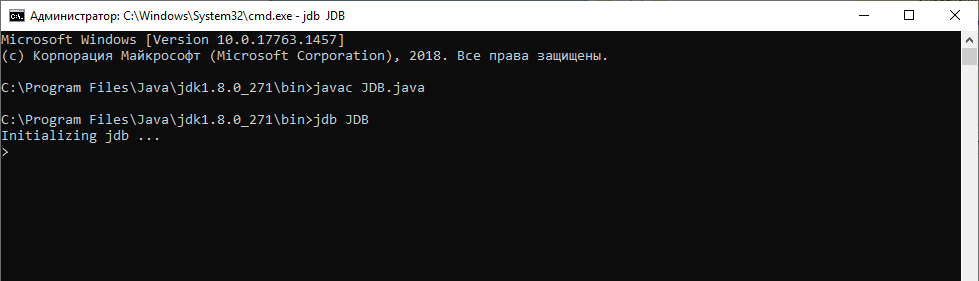 Администратор: C:\Windows\System32\cmd.exe - jdb  JDB
Microsoft Windows [Version 10.0.17763.1457]
(c) Корпорация Майкрософт (Microsoft Corporation), 2018. Все права защищены.
C:\Program Files\Java\jdk1.8.0_271\bin>javac JDB.java
C:\Program Files\Java\jdk1.8.0_271\bin>jdb JDB
Initializing jdb ...
>